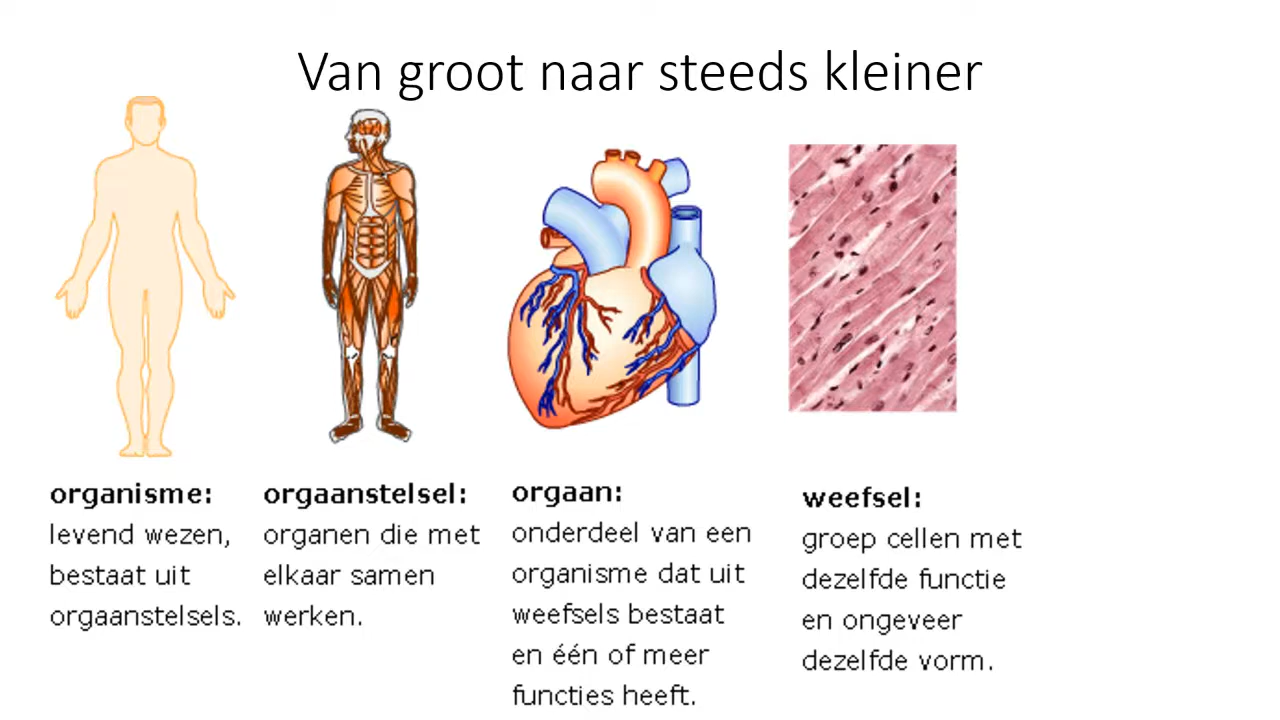 Van groot naar steeds kleiner
organisme:
levend wezen,
bestaat uit
orgaanstelsels.
orgaanstelsel:
organen die met
elkaar samen
werken.
orgaan:
onderdeel van een
organisme dat uit
weefsels bestaat
en één of meer
functies heeft.
weefsel:
groep cellen met
dezelfde functie
en ongeveer
dezelfde vorm.